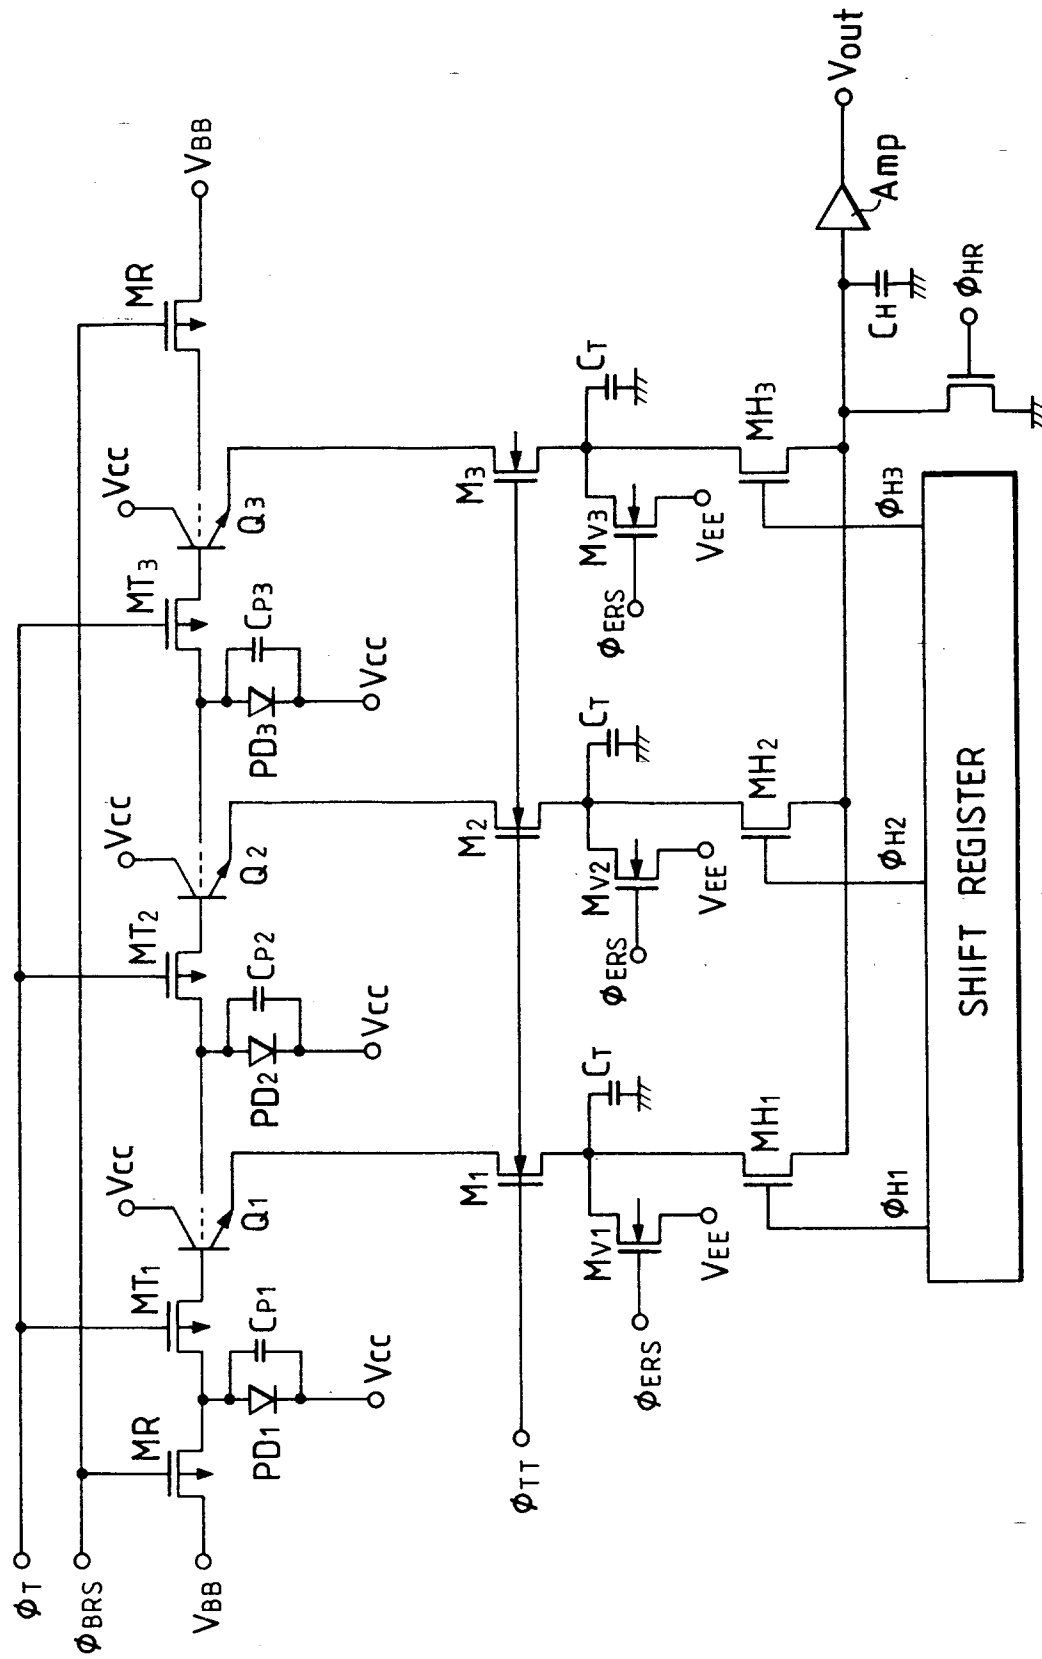 ϕT
ϕBRS
VBB
MR
MT1
VCC
Q1
PD1
CP1
VCC
MT2
VCC
Q2
PD2
CP2
VCC
MT3
VCC
Q3
PD3
CP3
VCC
MR
VBB
ϕTT
M1
M2
M3
ϕERS
MV1
VEE
CT
ϕERS
MV2
VEE
CT
ϕERS
MV3
VEE
CT
MH1
MH2
MH3
ϕH1
ϕH2
ϕH3
SHIFT REGISTER
CH
ϕHR
Amp
Vout